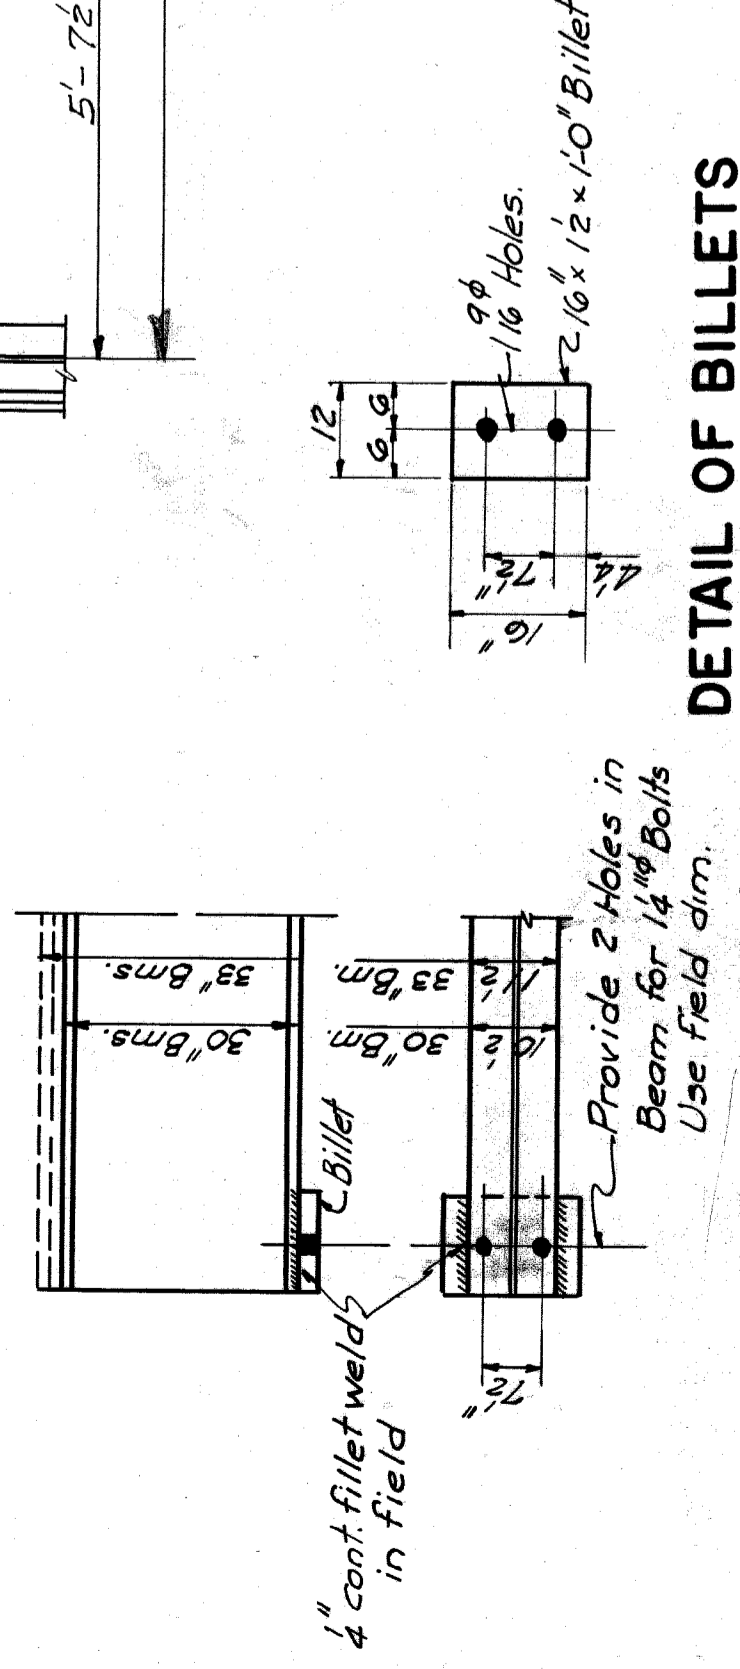 5'-7½
33" Bms.
30" Bms.
Billet
¼" cont. fillet weld
in field
33" Bm.
30" Bm.
11½
10½
7½"
Provide 2 Holes in
Beam for 1¼"φ Bolts
Use field dim.
12
6 6
1 9/16 φ Holes.
16" x 1½ x 1'-0" Billet
7½"
4¼
16"
DETAIL OF BILLETS